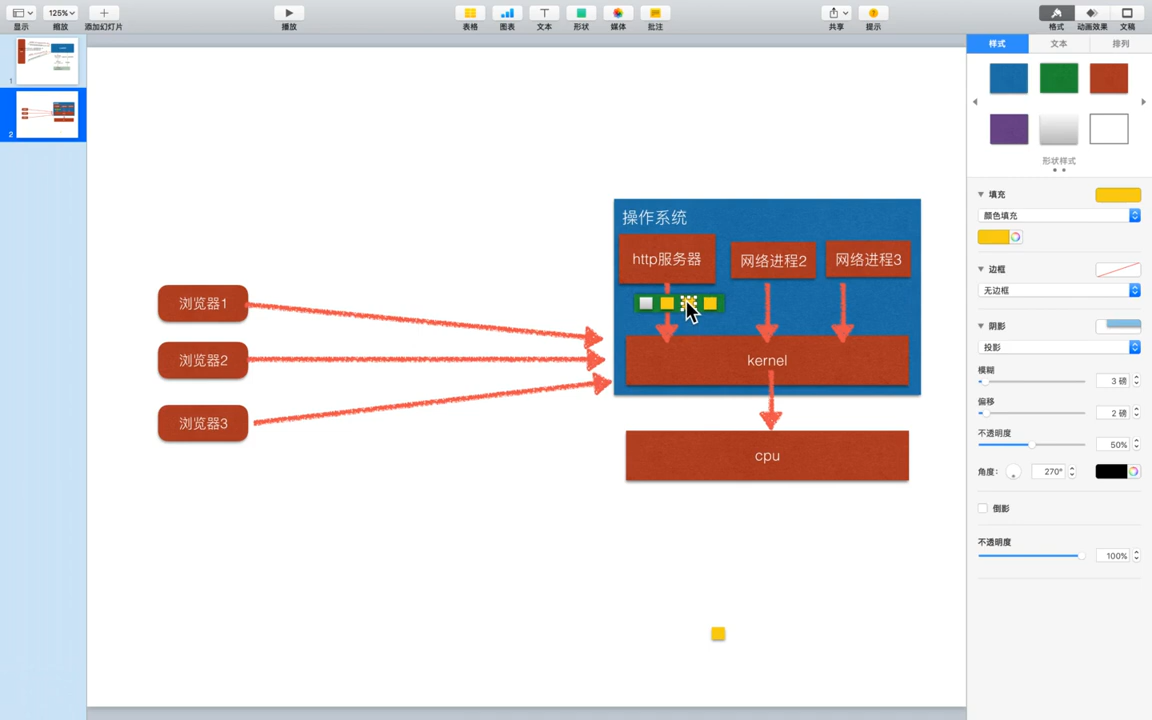 125%
显示
缩放
添加幻灯片
播放
表格
图表
文本
形状
媒体
批注
共享
提示
格式
动画效果
文稿
样式
文本
排列
1
2
形状样式
填充
颜色填充
边框
无边框
阴影
投影
模糊
3 磅
偏移
2 磅
不透明度
50%
角度:
270°
倒影
不透明度
100%
操作系统
http服务器
网络进程2
网络进程3
浏览器1
浏览器2
浏览器3
kernel
cpu